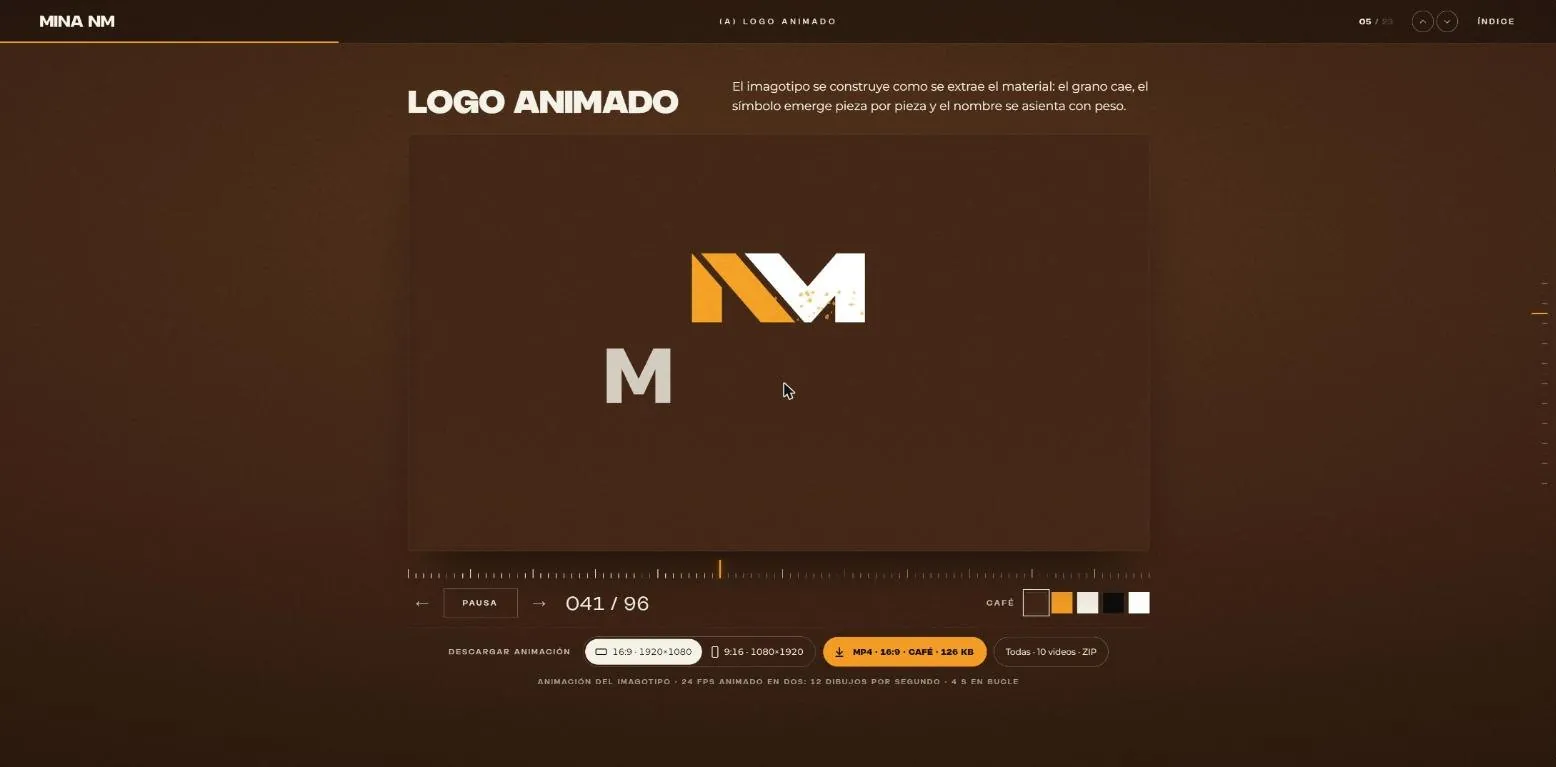 MINA NM
(A) LOGO ANIMADO
05 / 23
ÍNDICE
LOGO ANIMADO
El imagotipo se construye como se extrae el material: el grano cae, el
símbolo emerge pieza por pieza y el nombre se asienta con peso.
NM
M
← PAUSA → 041 / 96
CAFÉ
DESCARGAR ANIMACIÓN
16:9 · 1920×1080
9:16 · 1080×1920
MP4 · 16:9 · CAFÉ · 126 KB
Todas · 10 videos · ZIP
ANIMACIÓN DEL IMAGOTIPO · 24 FPS ANIMADO EN DOS: 12 DIBUJOS POR SEGUNDO · 4 S EN BUCLE